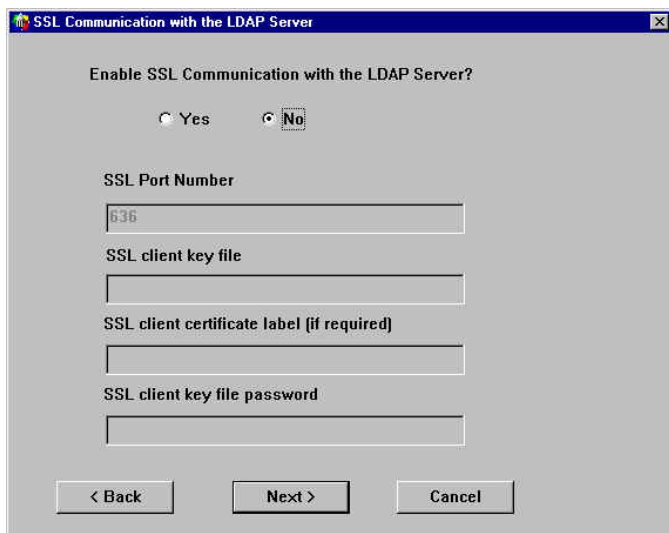 SSL Communication with the LDAP Server
Enable SSL Communication with the LDAP Server?
Yes No
SSL Port Number
636
SSL client key file
SSL client certificate label (if required)
SSL client key file password
< Back Next > Cancel